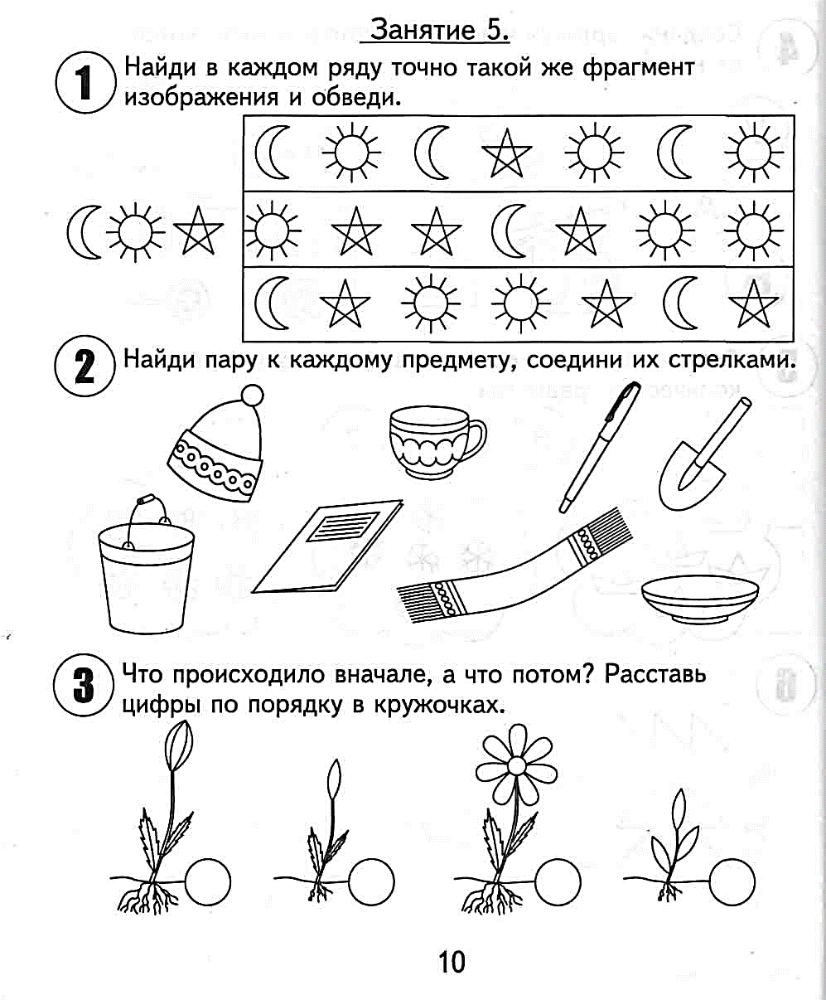 Занятие 5.
1 Найди в каждом ряду точно такой же фрагмент
изображения и обведи.
2 Найди пару к каждому предмету, соедини их стрелками.
3 Что происходило вначале, а что потом? Расставь
цифры по порядку в кружочках.
10